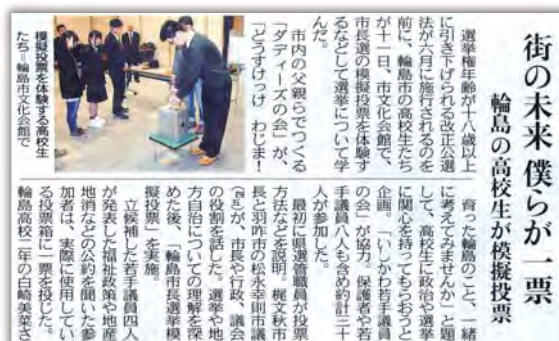 街の未来 僕らが一票
輪島の高校生が模擬投票
選挙権年齢が十八歳以上
に引き下げられる改正公選
法が六月に施行されるのを
前に、輪島市の高校生たち
が十一日、市文化会館で、
市長選の模擬投票を体験す
るなどして選挙について学
んだ。
市内の父親らでつくる
「ダディーズの会」が、
「どうすけっけ わじま!
模擬投票を体験する高校生
たち=輪島市文化会館で
育った輪島のこと、一緒
に考えてみませんか」と題
して、高校生に政治や選挙
に関心を持ってもらおうと
企画。「いしかわ若手議員
の会」が協力。保護者や若
手議員八人も含め約計三十
人が参加した。
最初に県選管職員が投票
方法などを説明。梶文秋市
長と羽咋市の松永幸則市議
が、市長や行政、議会
の役割を話した。選挙や地
方自治についての理解を深
めた後、「輪島市長選挙模
擬投票」を実施。
立候補した若手議員四人
が発表した福祉政策や地産
地消などの公約を聞いた参
加者は、実際に使用してい
る投票箱に一票を投じた。
輪島高校二年の白崎美菜さ